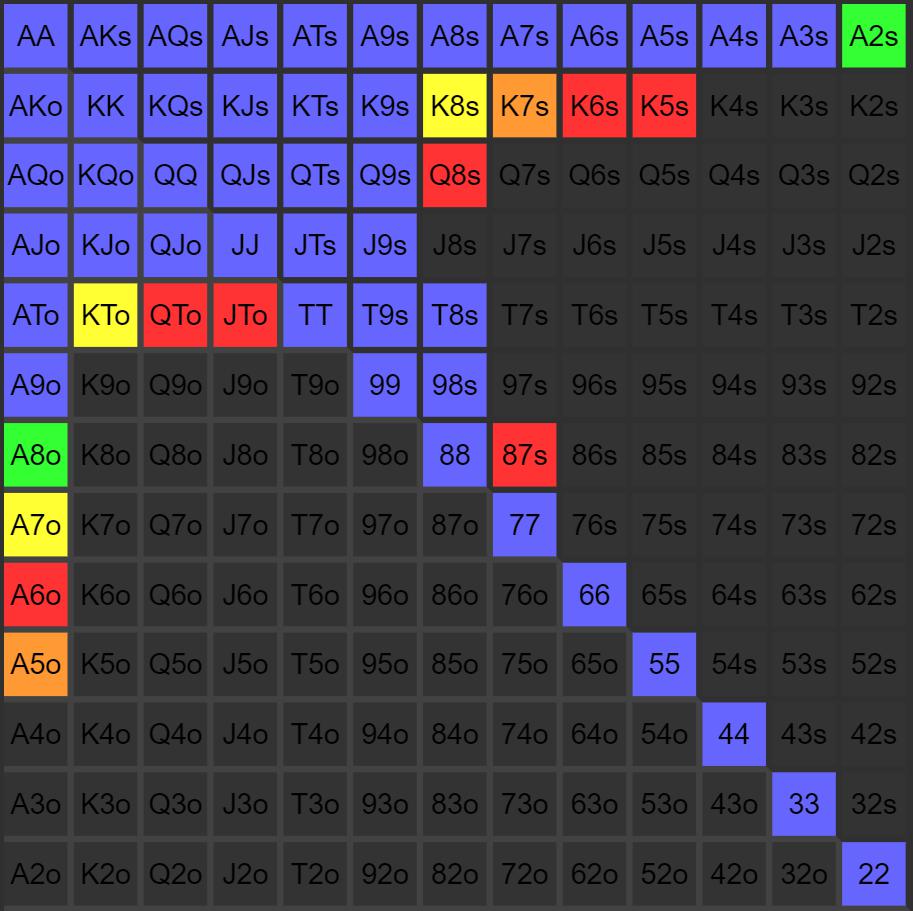 AA AKs AQs AJs ATs A9s A8s A7s A6s A5s A4s A3s A2s
AKo KK KQs KJs KTs K9s K8s K7s K6s K5s K4s K3s K2s
AQo KQo QQ QJs QTs Q9s Q8s Q7s Q6s Q5s Q4s Q3s Q2s
AJo KJo QJo JJ JTs J9s J8s J7s J6s J5s J4s J3s J2s
ATo KTo QTo JTo TT T9s T8s T7s T6s T5s T4s T3s T2s
A9o K9o Q9o J9o T9o 99 98s 97s 96s 95s 94s 93s 92s
A8o K8o Q8o J8o T8o 98o 88 87s 86s 85s 84s 83s 82s
A7o K7o Q7o J7o T7o 97o 87o 77 76s 75s 74s 73s 72s
A6o K6o Q6o J6o T6o 96o 86o 76o 66 65s 64s 63s 62s
A5o K5o Q5o J5o T5o 95o 85o 75o 65o 55 54s 53s 52s
A4o K4o Q4o J4o T4o 94o 84o 74o 64o 54o 44 43s 42s
A3o K3o Q3o J3o T3o 93o 83o 73o 63o 53o 43o 33 32s
A2o K2o Q2o J2o T2o 92o 82o 72o 62o 52o 42o 32o 22